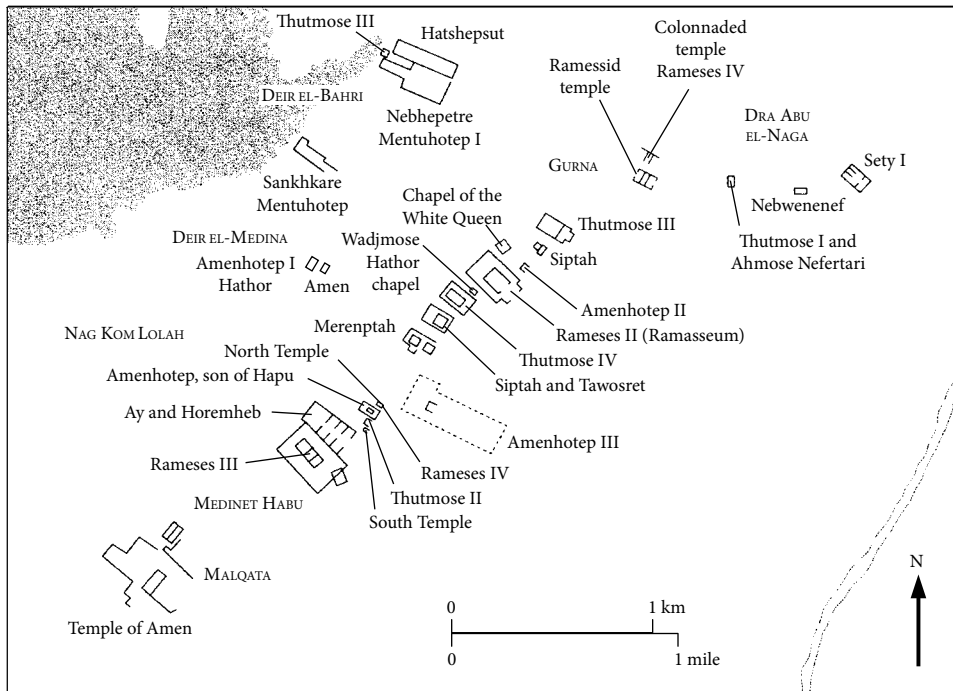 Thutmose III
Hatshepsut
DEIR EL-BAHRI
Nebhepetre
Mentuhotep I
Colonnaded
temple
Rameses IV
Ramessid
temple
DRA ABU
EL-NAGA
GURNA
Sety I
Sankhkare
Mentuhotep
Chapel of the
White Queen
Nebwenenef
Thutmose III
Siptah
Thutmose I and
Ahmose Nefertari
DEIR EL-MEDINA
Amenhotep I
Hathor
Amen
Wadjmose
Hathor
chapel
Amenhotep II
Rameses II (Ramasseum)
NAG KOM LOLAH
Merenptah
Thutmose IV
North Temple
Siptah and Tawosret
Amenhotep, son of Hapu
Ay and Horemheb
Amenhotep III
Rameses III
Rameses IV
Thutmose II
MEDINET HABU
South Temple
MALQATA
Temple of Amen
0
1 km
0
1 mile
N